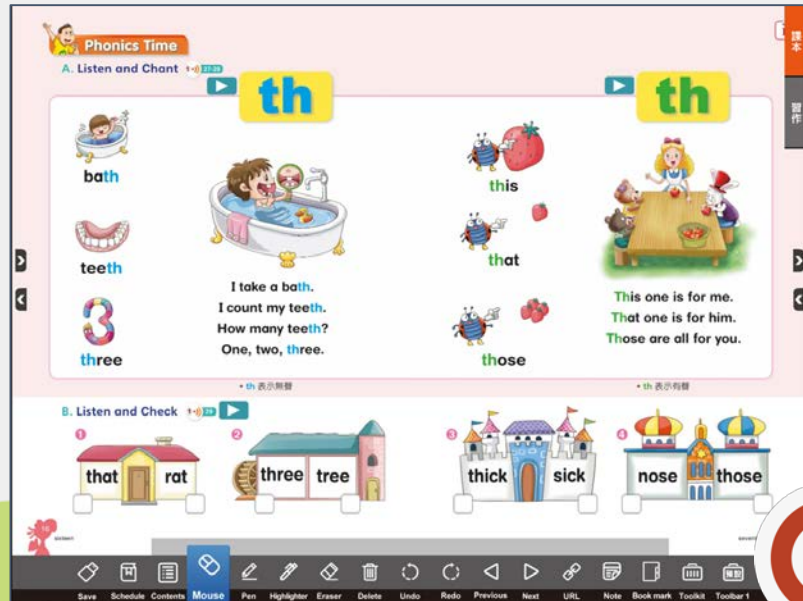 Phonics Time
課本
習作
A. Listen and Chant
th
bath
teeth
three
I take a bath.
I count my teeth.
How many teeth?
One, two, three.
• th 表示無聲
th
this
that
those
This one is for me.
That one is for him.
Those are all for you.
• th 表示有聲
B. Listen and Check
1 that rat
2 three tree
3 thick sick
4 nose those
16
sixteen
Save Schedule Contents Mouse Pen Highlighter Eraser Delete Undo Redo Previous Next URL Note Book mark Toolkit Toolbar 1